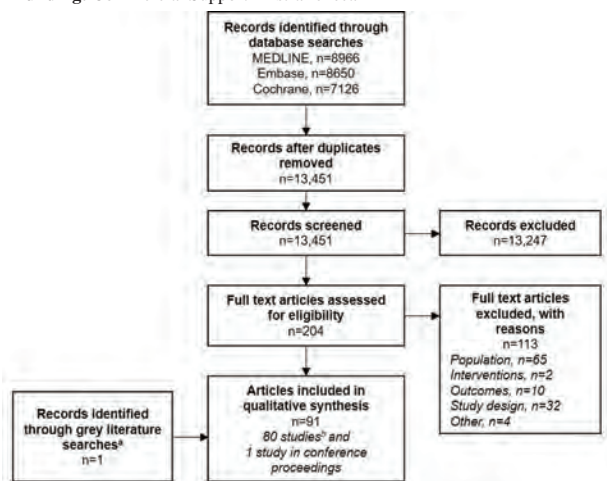 Records identified through
database searches
MEDLINE, n=8966
Embase, n=8650
Cochrane, n=7126
Records after duplicates
removed
n=13,451
Records screened
n=13,451
Records excluded
n=13,247
Full text articles assessed
for eligibility
n=204
Full text articles
excluded, with
reasons
n=113
Population, n=65
Interventions, n=2
Outcomes, n=10
Study design, n=32
Other, n=4
Records identified
through grey literature
searchesᵃ
n=1
Articles included in
qualitative synthesis
n=91
80 studiesᵇ and
1 study in conference
proceedings